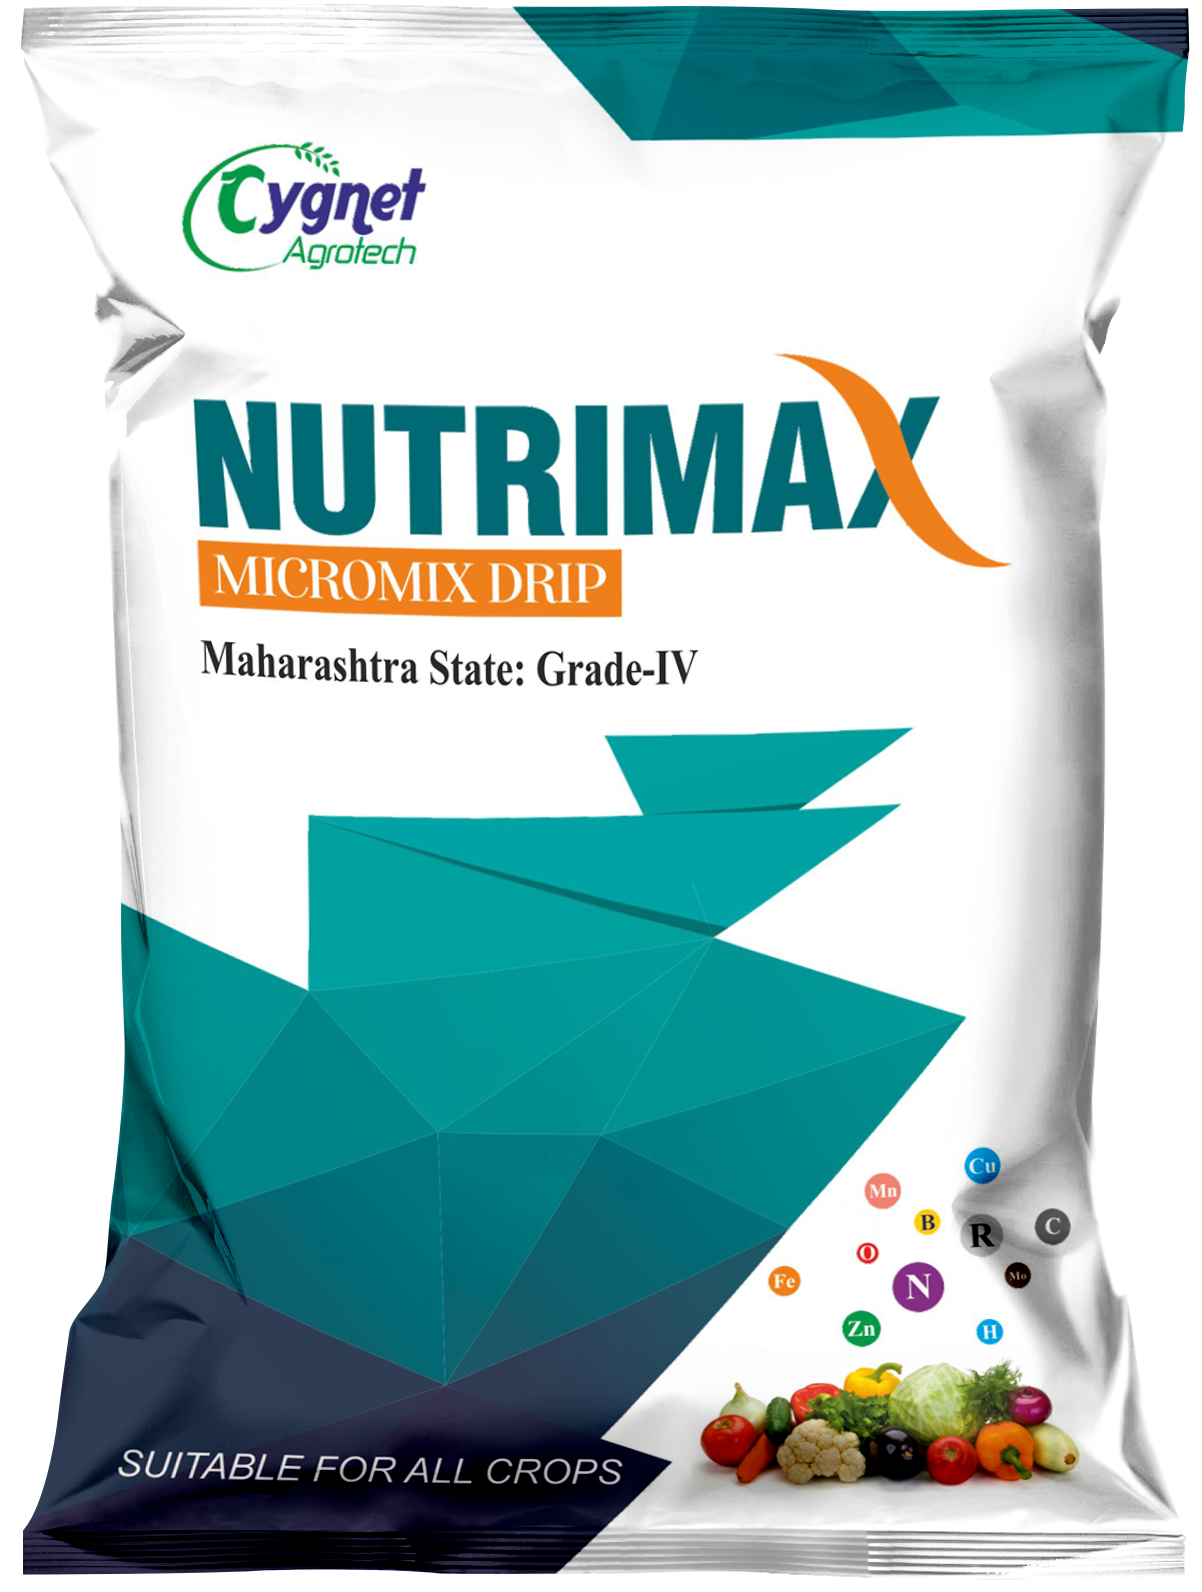 Cygnet
Agrotech
NUTRIMAX
MICROMIX DRIP
Maharashtra State: Grade-IV
Cu
Mn
B
R
C
O
Fe
N
Mo
Zn
H
SUITABLE FOR ALL CROPS